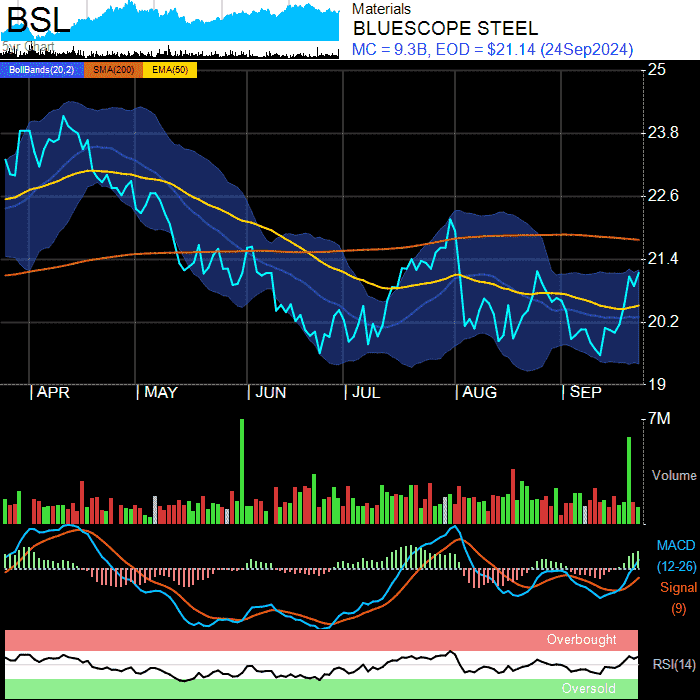 BSL
Materials
BLUESCOPE STEEL
MC = 9.3B, EOD = $21.14 (24Sep2024)
Chart
BollBands(20,2) SMA(200) EMA(50)
25
23.8
22.6
21.4
20.2
19
APR MAY JUN JUL AUG SEP
7M
Volume
MACD
(12-26)
Signal
(9)
Overbought
RSI(14)
Oversold